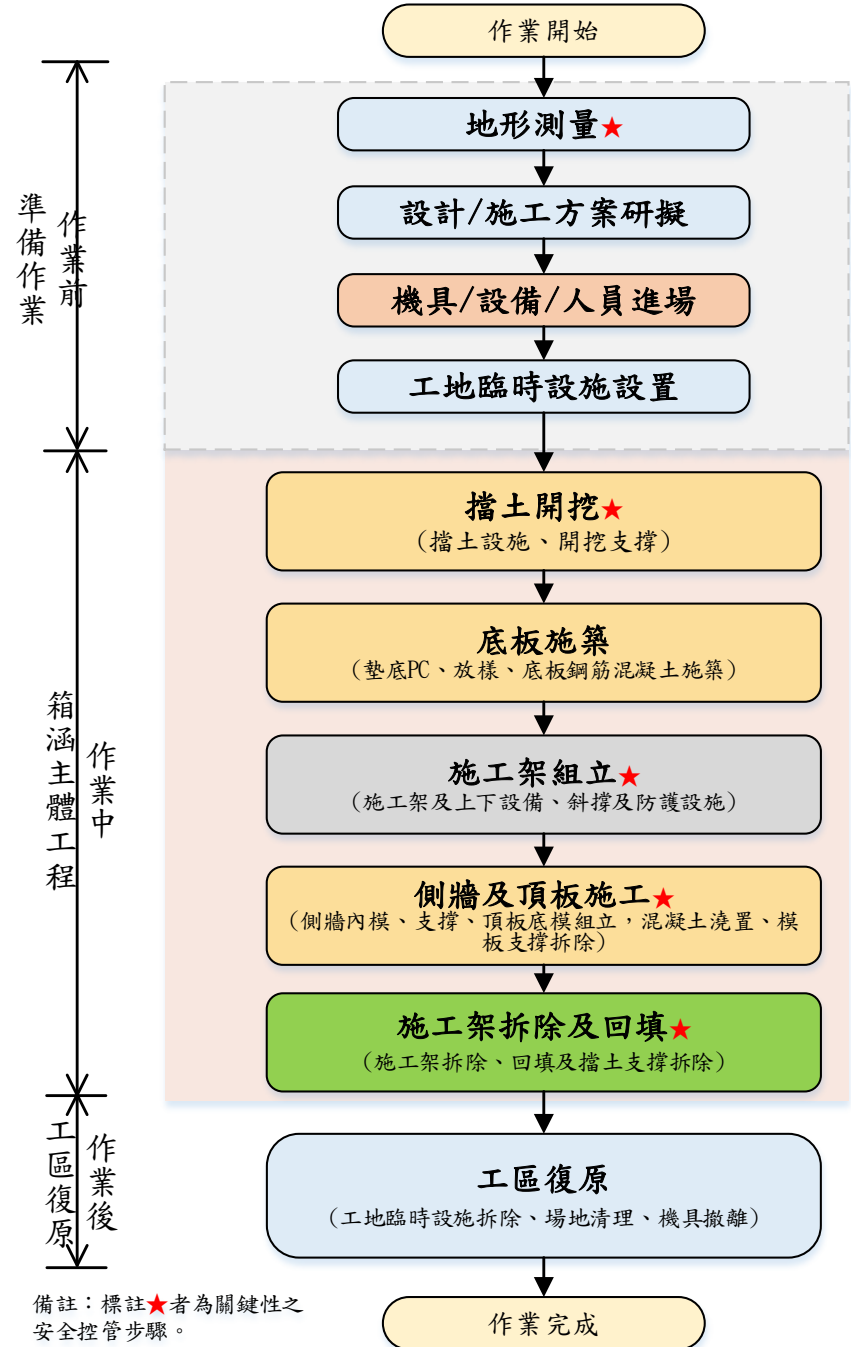 作業開始
作業前
準備作業
地形測量★
設計/施工方案研擬
機具/設備/人員進場
工地臨時設施設置
作業中
箱涵主體工程
擋土開挖★
(擋土設施、開挖支撐)
底板施築
(墊底PC、放樣、底板鋼筋混凝土施築)
施工架組立★
(施工架及上下設備、斜撐及防護設施)
側牆及頂板施工★
(側牆內模、支撐、頂板底模組立，混凝土澆置、模
板支撐拆除)
施工架拆除及回填★
(施工架拆除、回填及擋土支撐拆除)
作業後
工區復原
工區復原
(工地臨時設施拆除、場地清理、機具撤離)
作業完成
備註：標註★者為關鍵性之
安全控管步驟。